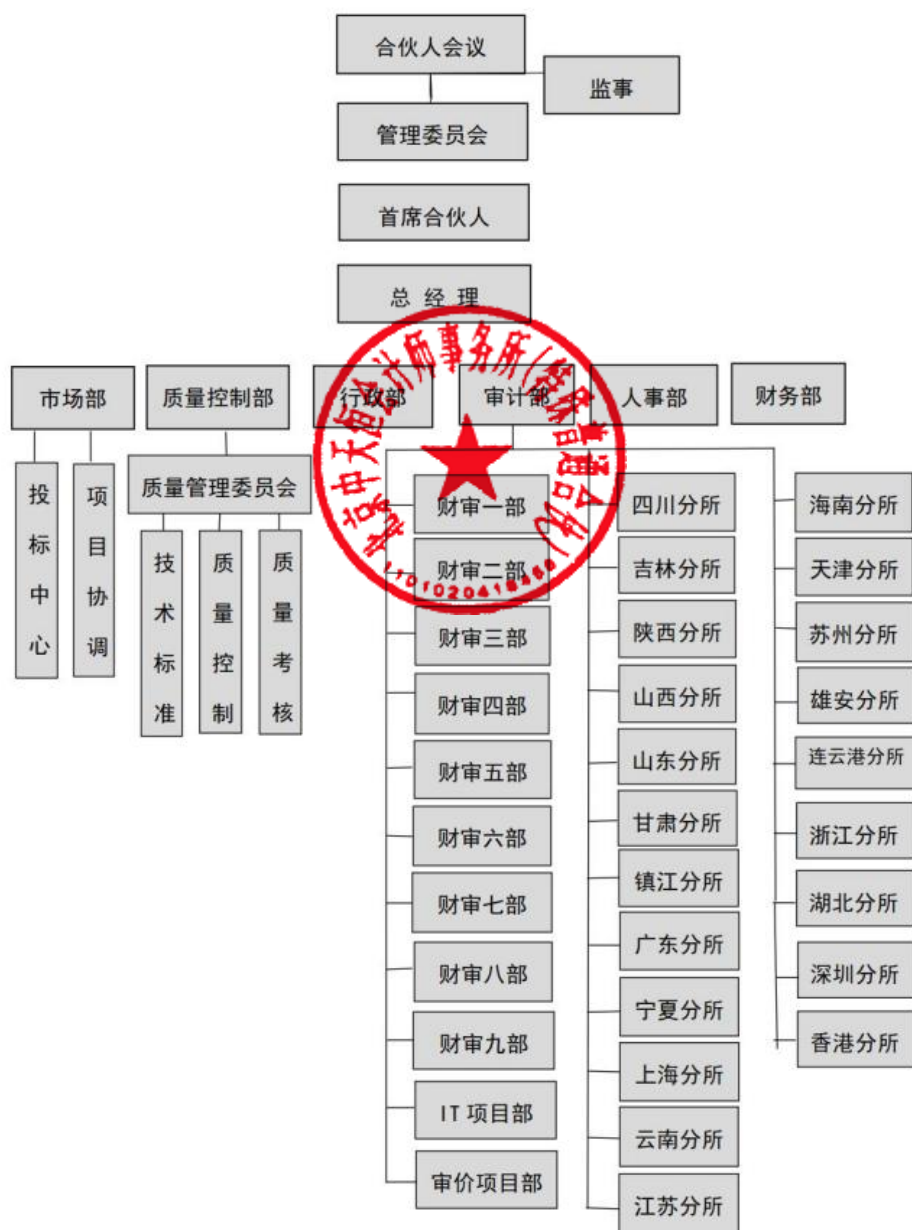 合伙人会议
监事
管理委员会
首席合伙人
总 经 理
市场部
质量控制部
行政部
审计部
人事部
财务部
投标中心
项目协调
质量管理委员会
技术标准
质量控制
质量考核
北京中天恒会计师事务所(特殊普通合伙)
财审一部
财审二部
财审三部
财审四部
财审五部
财审六部
财审七部
财审八部
财审九部
IT 项目部
审价项目部
四川分所
吉林分所
陕西分所
山西分所
山东分所
甘肃分所
镇江分所
广东分所
宁夏分所
上海分所
云南分所
江苏分所
海南分所
天津分所
苏州分所
雄安分所
连云港分所
浙江分所
湖北分所
深圳分所
香港分所